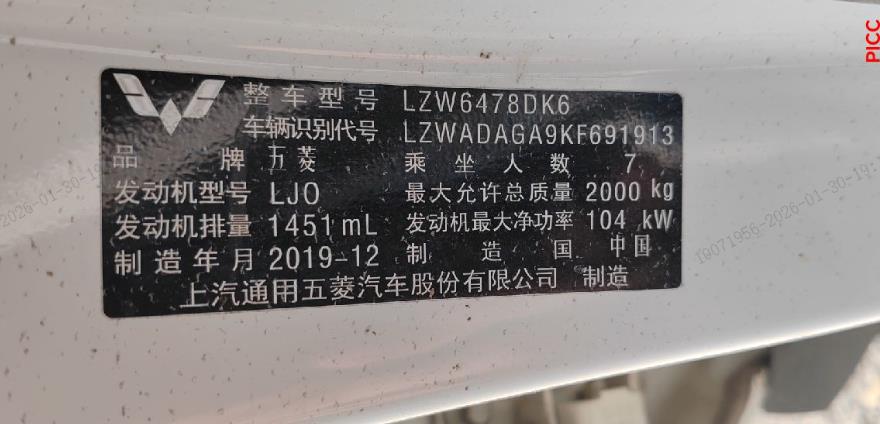 PICC
整车型号 LZW6478DK6
车辆识别代号 LZWADAGA9KF691913
品牌 五菱 乘坐人数 7
发动机型号 LJO 最大允许总质量 2000 kg
发动机排量 1451 mL 发动机最大净功率 104 kW
制造年月 2019-12 制造国 中国
上汽通用五菱汽车股份有限公司 制造